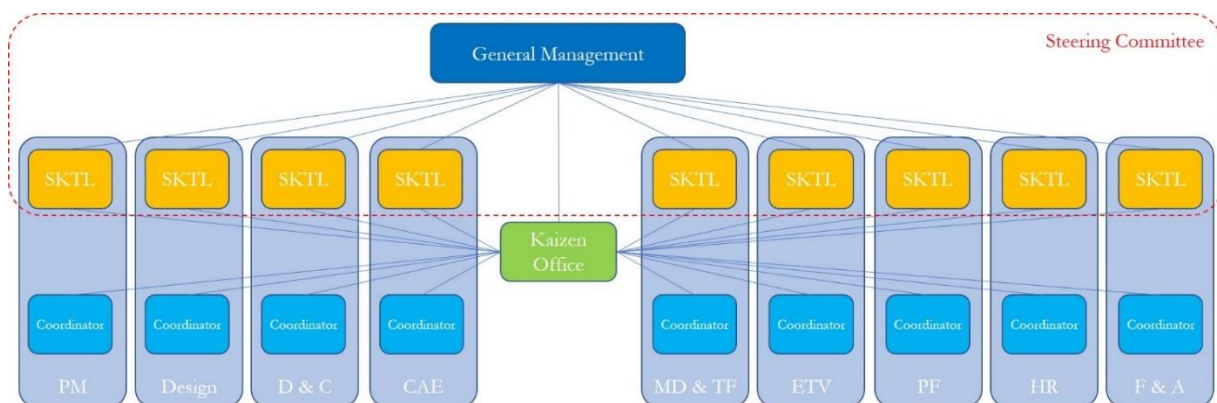 General Management
Steering Committee
SKTL SKTL SKTL SKTL SKTL SKTL SKTL SKTL SKTL
Kaizen
Office
Coordinator Coordinator Coordinator Coordinator Coordinator Coordinator Coordinator Coordinator Coordinator
PM Design D & C CAE MD & TF ETV PF HR F & A